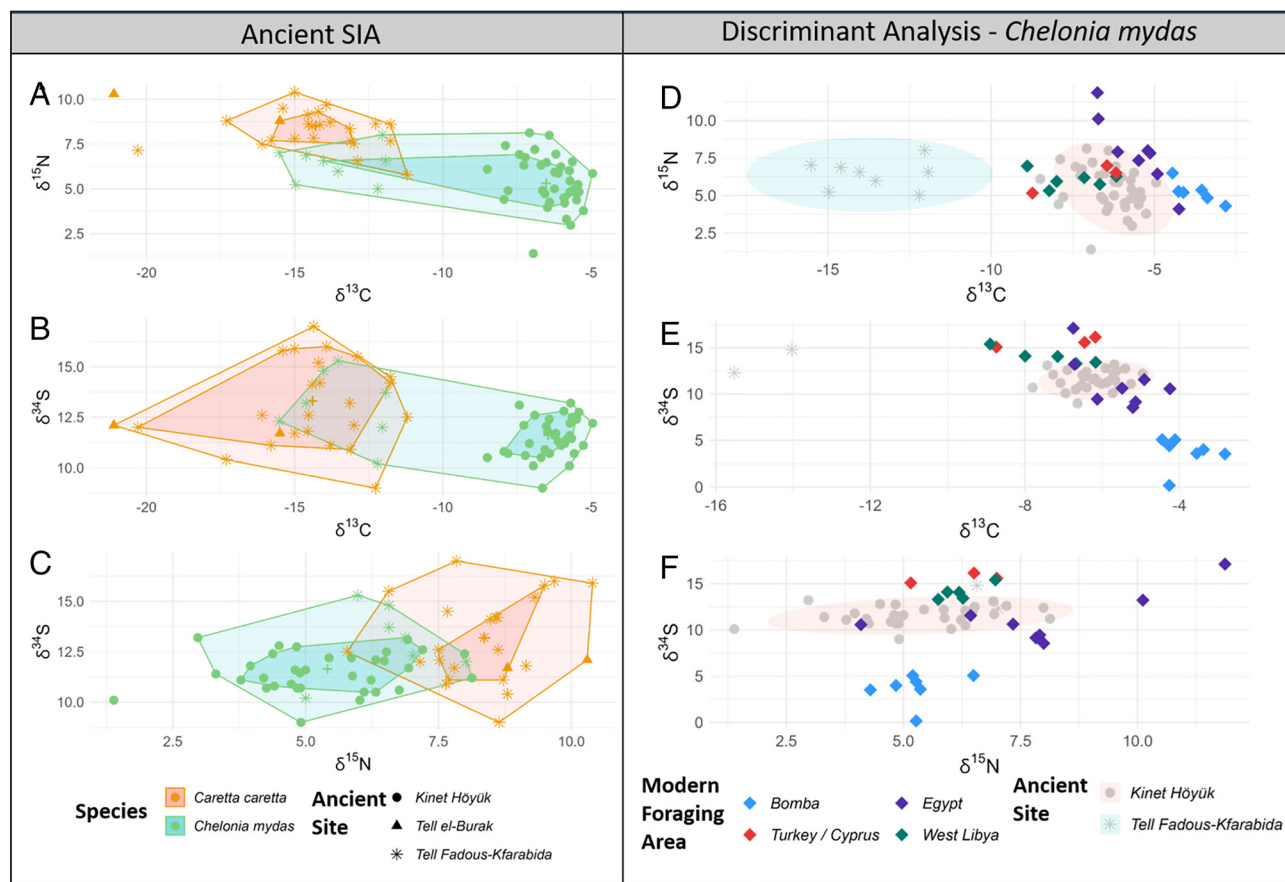 Ancient SIA
Discriminant Analysis - Chelonia mydas
A
10.0
7.5
5.0
2.5
δ15N
-20
-15
-10
-5
δ13C
B
15.0
12.5
10.0
δ34S
-20
-15
-10
-5
δ13C
C
15.0
12.5
10.0
δ34S
2.5
5.0
7.5
10.0
δ15N
Species
Caretta caretta
Chelonia mydas
Ancient
Site
Kinet Höyük
Tell el-Burak
Tell Fadous-Kfarabida
D
10.0
7.5
5.0
2.5
δ15N
-15
-10
-5
δ13C
E
15
10
5
0
δ34S
-16
-12
-8
-4
δ13C
F
15
10
5
0
δ34S
2.5
5.0
7.5
10.0
δ15N
Modern
Foraging
Area
Bomba
Turkey / Cyprus
Egypt
West Libya
Ancient
Site
Kinet Höyük
Tell Fadous-Kfarabida